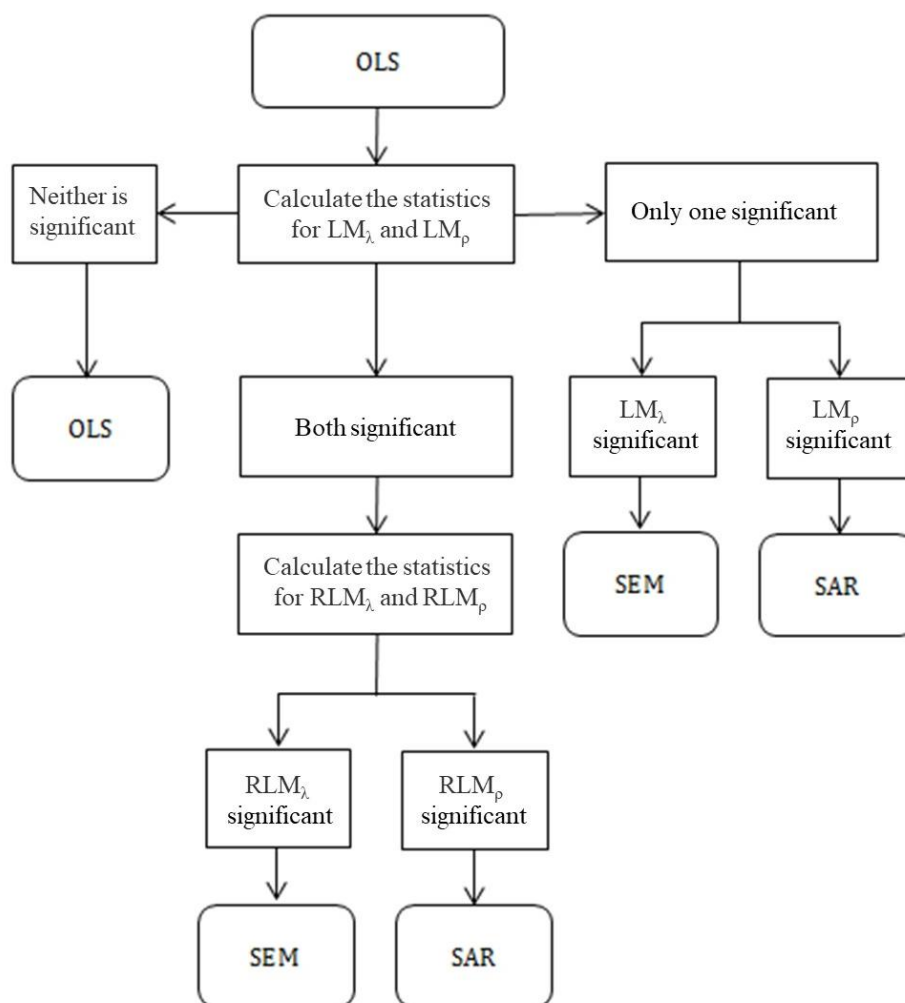 OLS
Neither is
significant
Calculate the statistics
for LMλ and LMρ
Only one significant
OLS
Both significant
LMλ
significant
LMρ
significant
Calculate the statistics
for RLMλ and RLMρ
SEM
SAR
RLMλ
significant
RLMρ
significant
SEM
SAR